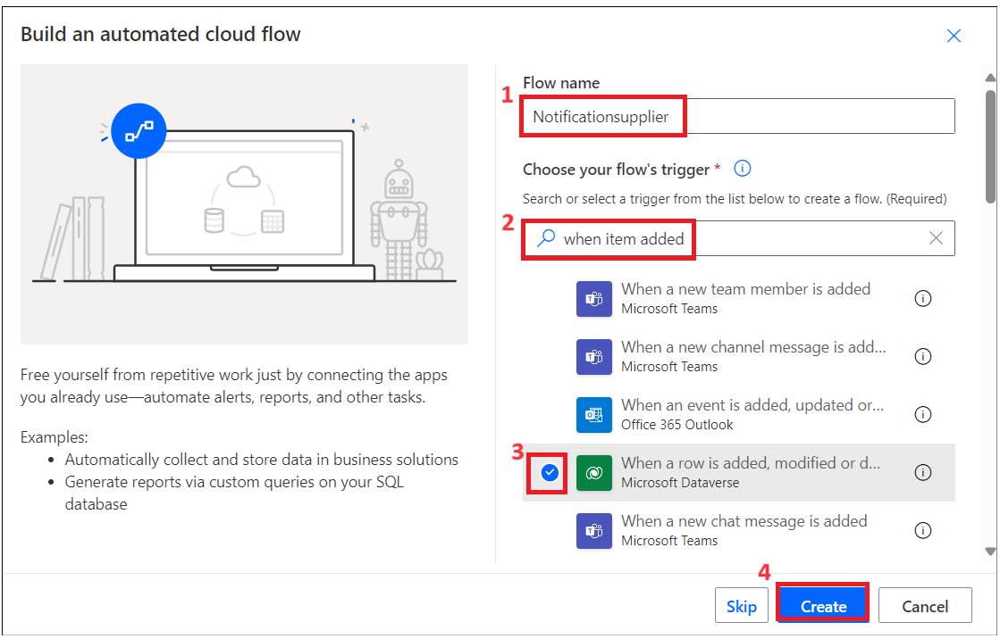 Build an automated cloud flow
Free yourself from repetitive work just by connecting the apps
you already use—automate alerts, reports, and other tasks.
Examples:
• Automatically collect and store data in business solutions
• Generate reports via custom queries on your SQL
database
Flow name
1
Notificationsupplier
Choose your flow's trigger *
Search or select a trigger from the list below to create a flow. (Required)
2
when item added
When a new team member is added
Microsoft Teams
When a new channel message is add...
Microsoft Teams
When an event is added, updated or...
Office 365 Outlook
3
When a row is added, modified or d...
Microsoft Dataverse
When a new chat message is added
Microsoft Teams
4
Skip
Create
Cancel